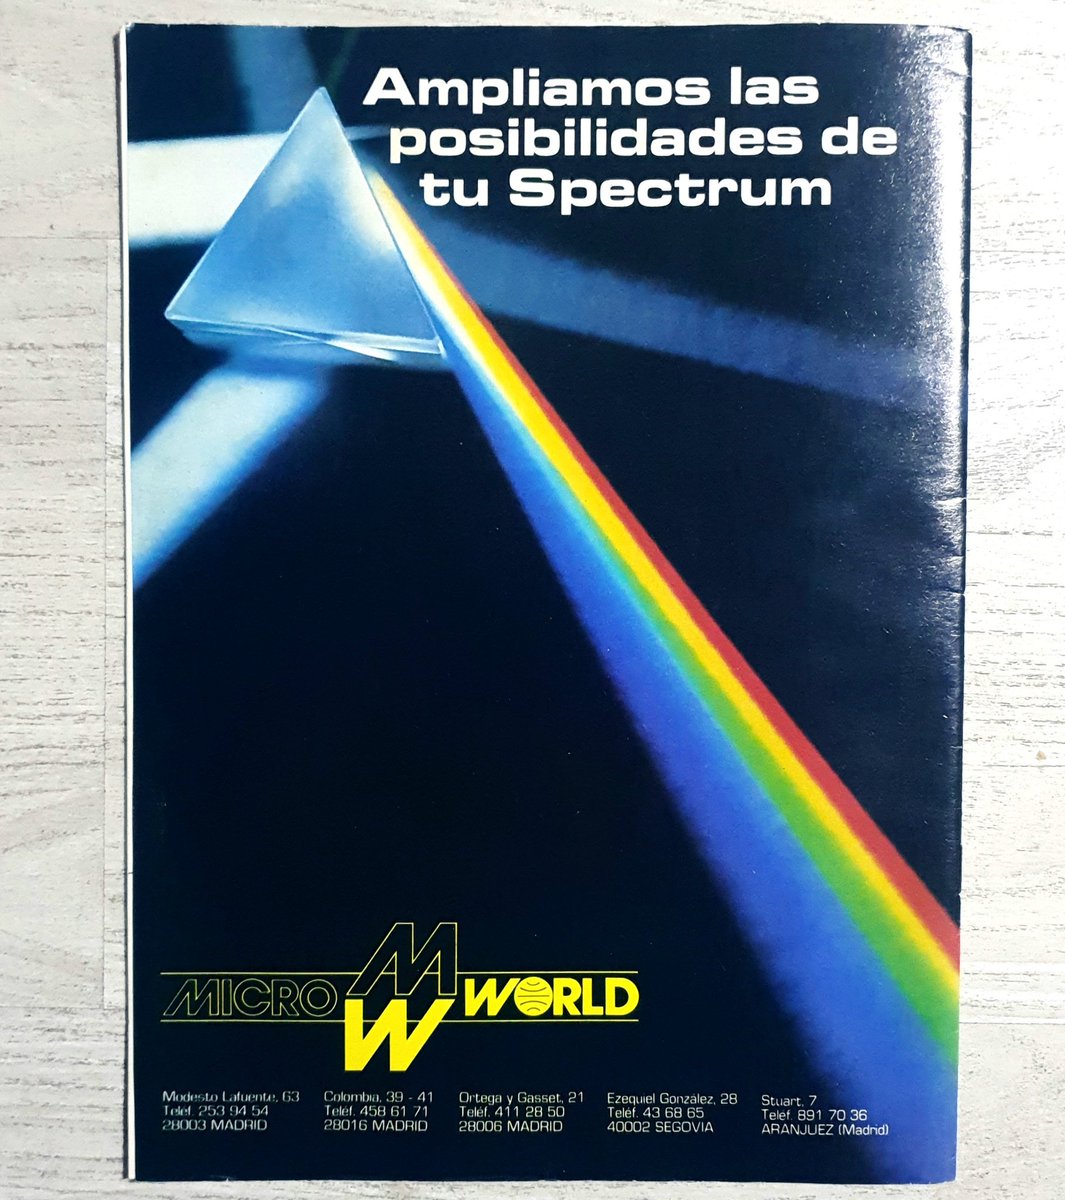 Ampliamos las
posibilidades de
tu Spectrum
MICRO MW WORLD
Modesto Lafuente, 63
Teléf. 253 94 54
28003 MADRID
Colombia, 39 - 41
Teléf. 458 61 71
28016 MADRID
Ortega y Gasset, 21
Teléf. 411 28 50
28006 MADRID
Ezequiel González, 28
Teléf. 43 68 65
40002 SEGOVIA
Stuart, 7
Teléf. 891 70 36
ARANJUEZ (Madrid)